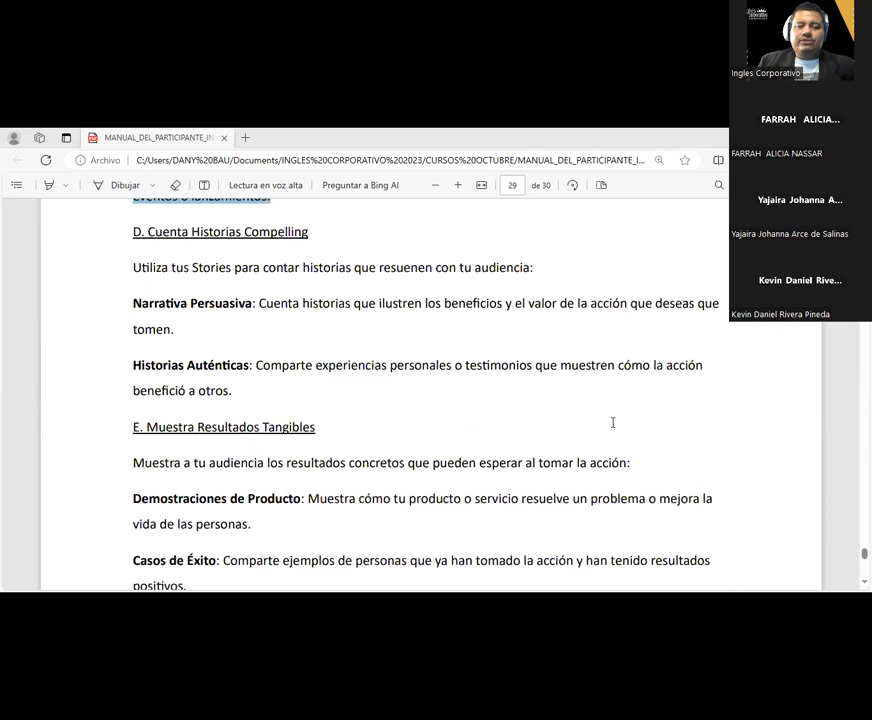 Ingles Corporativo
FARRAH ALICIA...
FARRAH ALICIA NASSAR
Yajaira Johanna A...
Yajaira Johanna Arce de Salinas
Kevin Daniel Rive...
Kevin Daniel Rivera Pineda
MANUAL_DEL_PARTICIPANTE_IN
Archivo
C:/Users/DANY%20BAU/Documents/INGLES%20CORPORATIVO%202023/CURSOS%20OCTUBRE/MANUAL_DEL_PARTICIPANTE_I...
Dibujar
Lectura en voz alta
Preguntar a Bing AI
29
de 30
eventos o lanzamientos.
D. Cuenta Historias Compelling
Utiliza tus Stories para contar historias que resuenen con tu audiencia:
Narrativa Persuasiva: Cuenta historias que ilustren los beneficios y el valor de la acción que deseas que
tomen.
Historias Auténticas: Comparte experiencias personales o testimonios que muestren cómo la acción
benefició a otros.
E. Muestra Resultados Tangibles
Muestra a tu audiencia los resultados concretos que pueden esperar al tomar la acción:
Demostraciones de Producto: Muestra cómo tu producto o servicio resuelve un problema o mejora la
vida de las personas.
Casos de Éxito: Comparte ejemplos de personas que ya han tomado la acción y han tenido resultados
positivos.